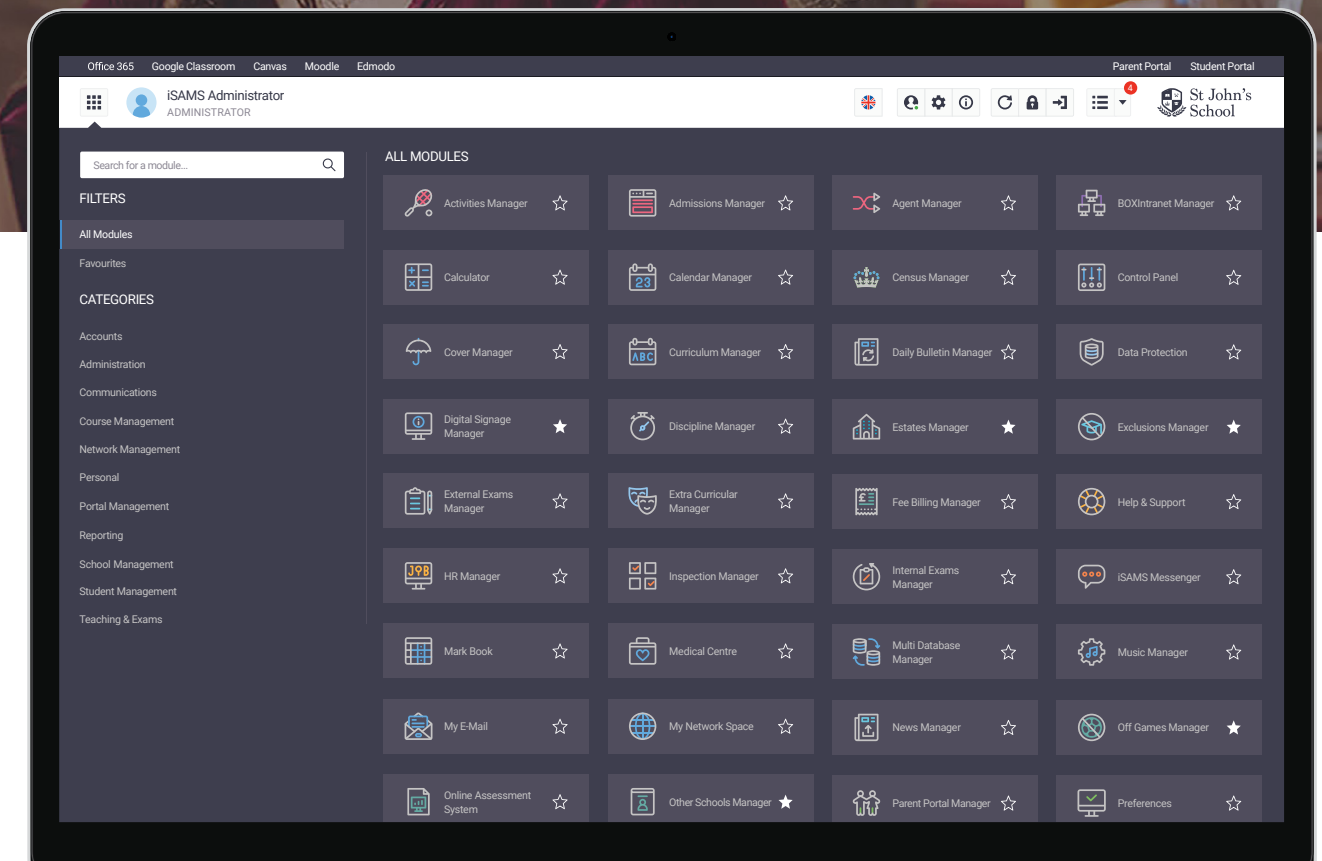 Office 365 Google Classroom Canvas Moodle Edmodo Parent Portal Student Portal
iSAMS Administrator
ADMINISTRATOR
4
St John's
School
Search for a module...
FILTERS
All Modules
Favourites
CATEGORIES
Accounts
Administration
Communications
Course Management
Network Management
Personal
Portal Management
Reporting
School Management
Student Management
Teaching & Exams
ALL MODULES
Activities Manager
Admissions Manager
Agent Manager
BOXIntranet Manager
Calculator
23
Calendar Manager
Census Manager
Control Panel
Cover Manager
ABC
Curriculum Manager
Daily Bulletin Manager
Data Protection
Digital Signage
Manager
Discipline Manager
Estates Manager
Exclusions Manager
External Exams
Manager
Extra Curricular
Manager
£
Fee Billing Manager
Help & Support
JOB
HR Manager
Inspection Manager
Internal Exams
Manager
iSAMS Messenger
Mark Book
Medical Centre
Multi Database
Manager
Music Manager
My E-Mail
My Network Space
News Manager
Off Games Manager
Online Assessment
System
Other Schools Manager
Parent Portal Manager
Preferences